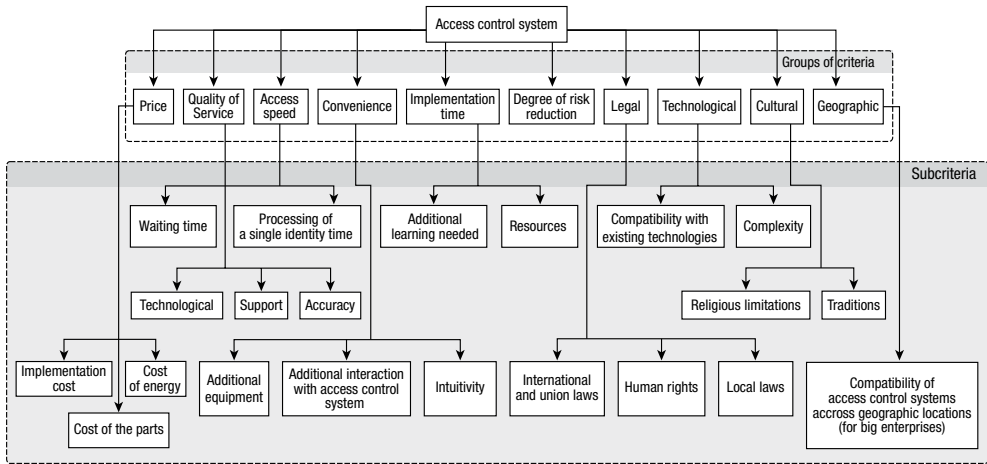 Access control system
Groups of criteria
Price
Quality of
Service
Access
speed
Convenience
Implementation
time
Degree of risk
reduction
Legal
Technological
Cultural
Geographic
Subcriteria
Waiting time
Processing of
a single identity time
Additional
learning needed
Resources
Compatibility with
existing technologies
Complexity
Technological
Support
Accuracy
Religious limitations
Traditions
Implementation
cost
Cost
of energy
Cost of the parts
Additional
equipment
Additional interaction
with access control
system
Intuitivity
International
and union laws
Human rights
Local laws
Compatibility of
access control systems
accross geographic locations
(for big enterprises)